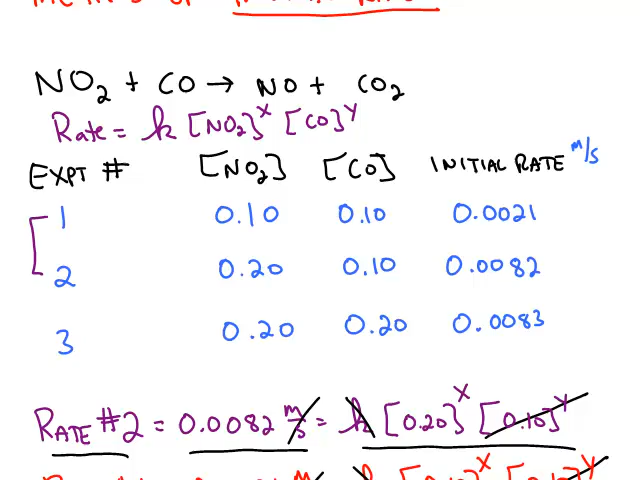 METHOD OF
NO₂ + CO → NO + CO₂
Rate = k [NO₂]^x [CO]^y
EXPT # [NO₂] [CO] INITIAL RATE m/s
1 0.10 0.10 0.0021
2 0.20 0.10 0.0082
3 0.20 0.20 0.0083
RATE #2 = 0.0082 m/s = k [0.20]^x [0.10]^y